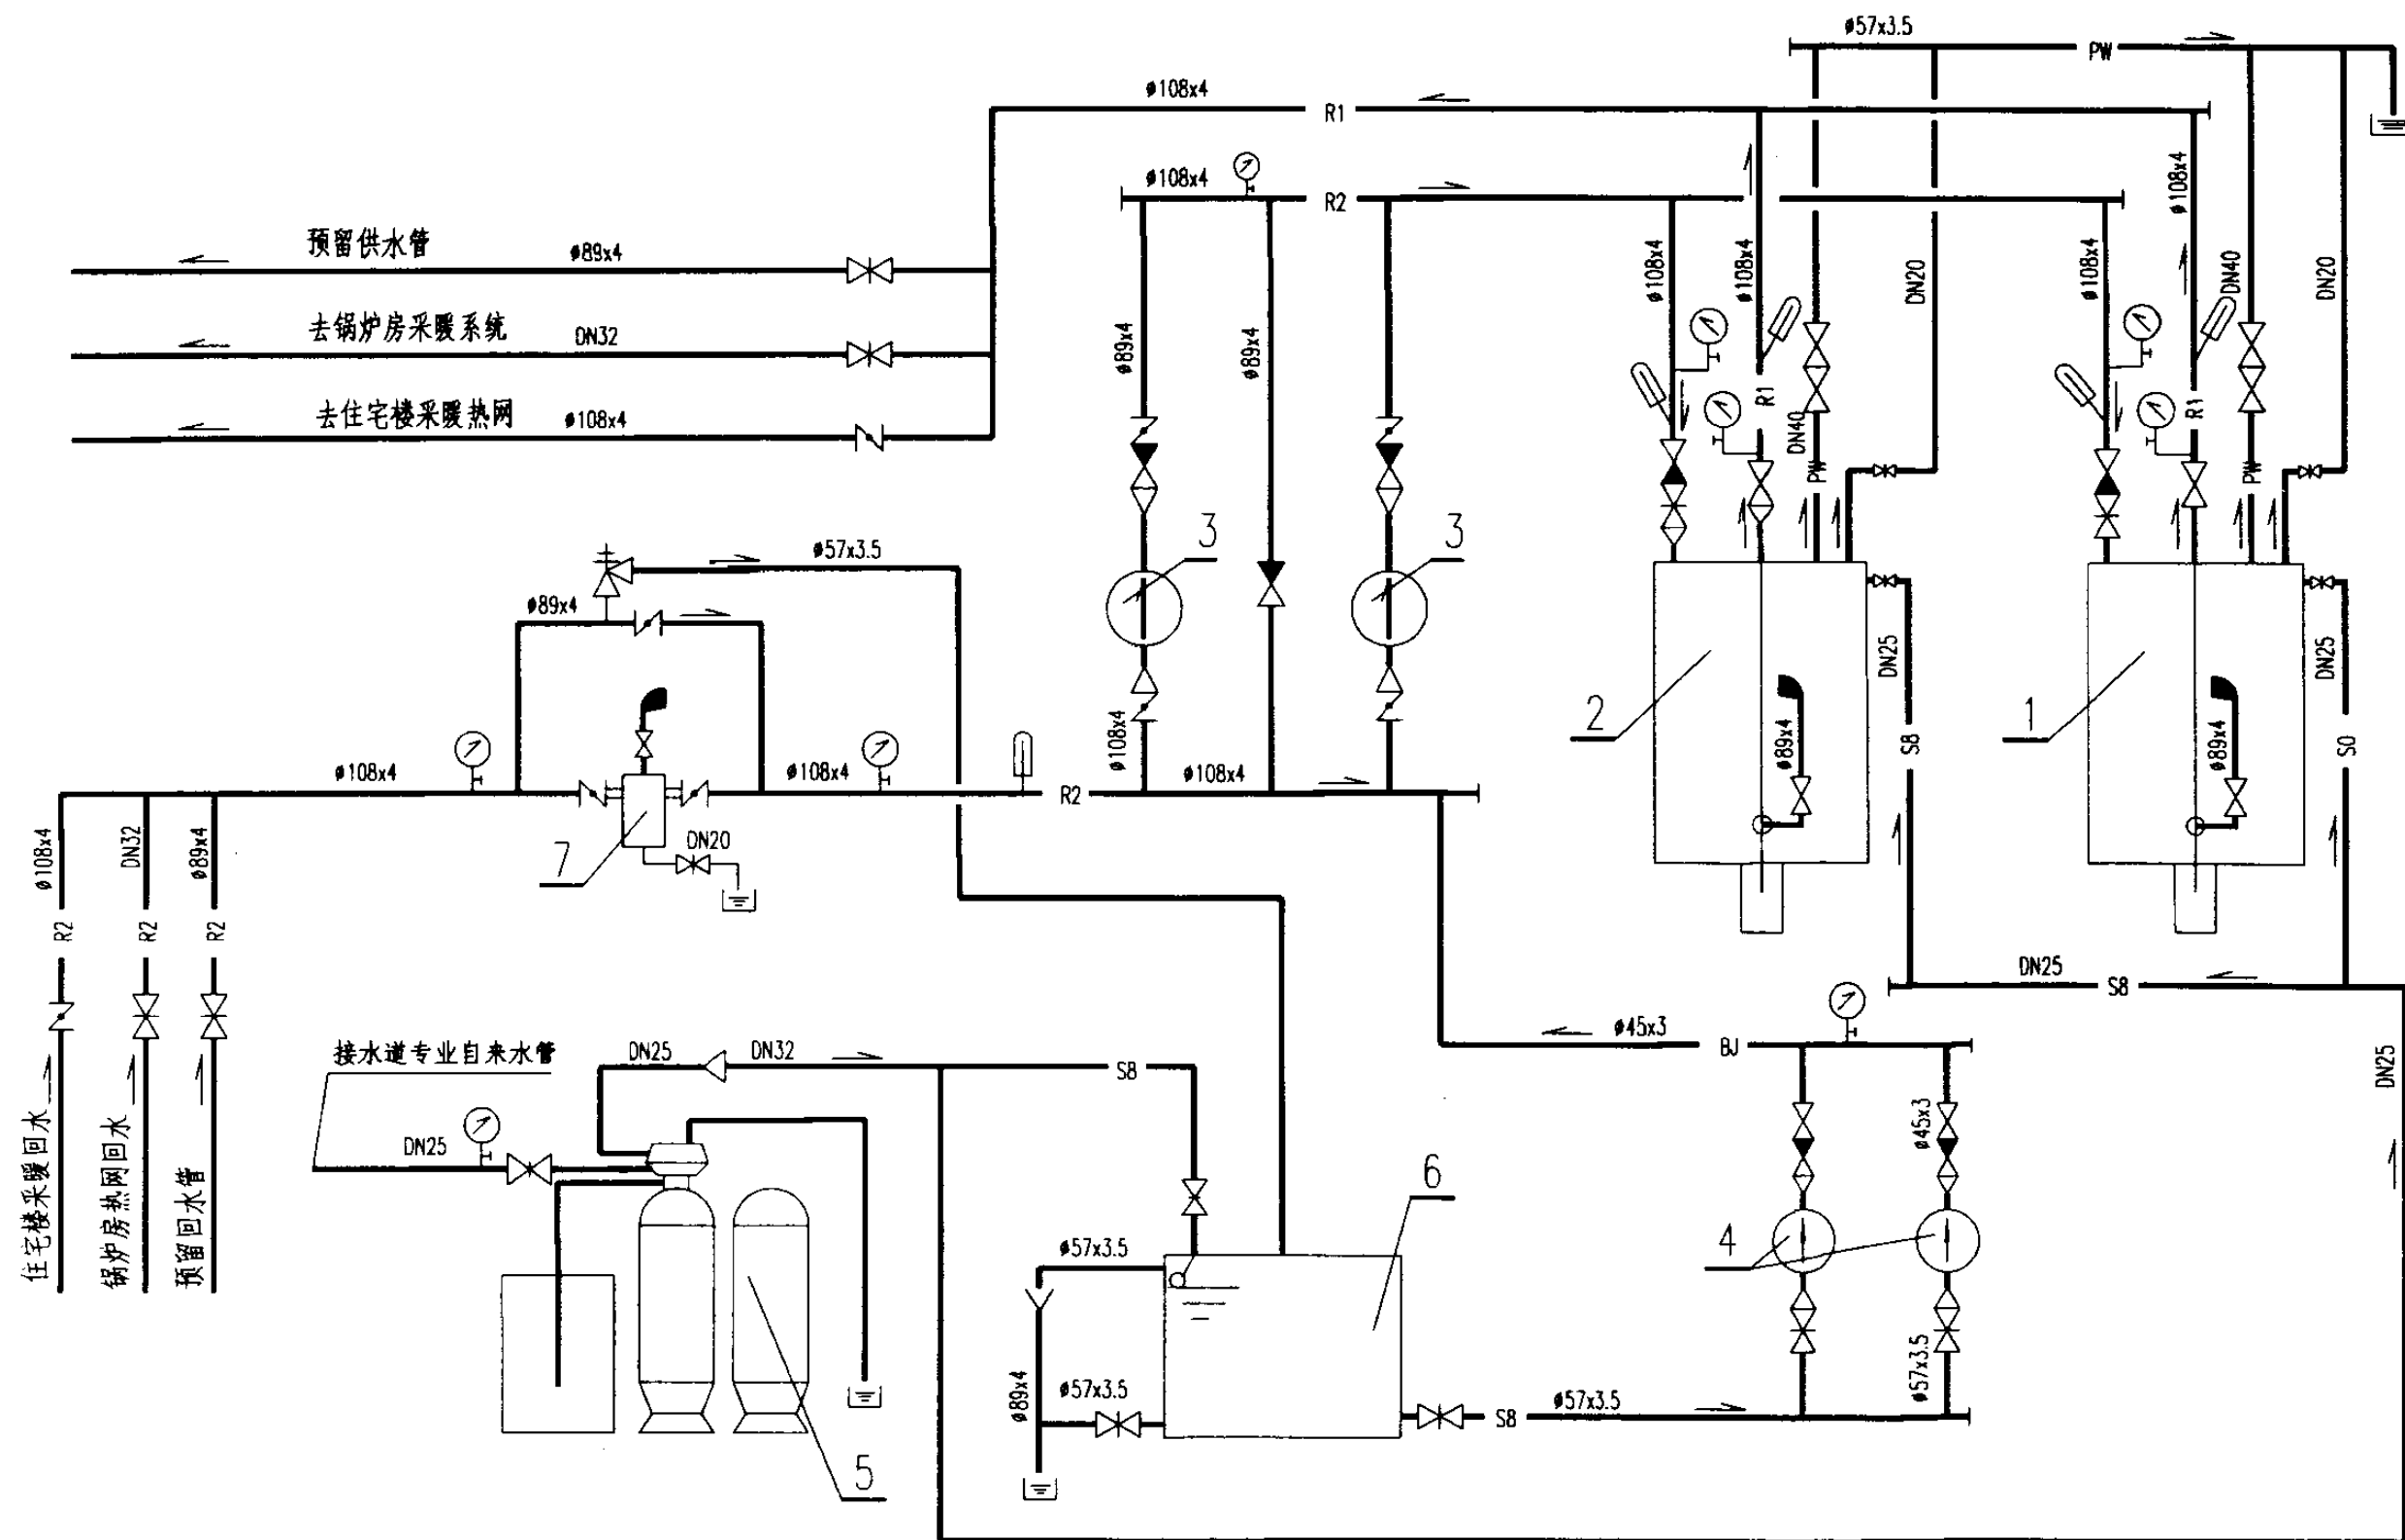 ø57x3.5
PW
ø108x4
R1
ø108x4
R2
ø108x4
预留供水管
ø89x4
去锅炉房采暖系统
DN32
去住宅楼采暖热网
ø108x4
ø89x4
ø89x4
ø108x4
ø108x4
DN20
ø108x4
DN40
DN20
R1
DN40
PW
R1
PW
ø57x3.5
3
3
ø89x4
DN25
DN25
2
1
ø89x4
ø89x4
S8
S0
ø108x4
ø108x4
R2
ø108x4
ø108x4
ø108x4
DN32
ø89x4
7
DN20
R2
R2
R2
DN25
S8
ø45x3
BJ
DN25
接水道专业自来水管
DN25
DN32
S8
DN25
ø45x3
住宅楼采暖回水
锅炉房热网回水
预留回水管
6
4
ø57x3.5
ø89x4
ø57x3.5
S8
ø57x3.5
ø57x3.5
5